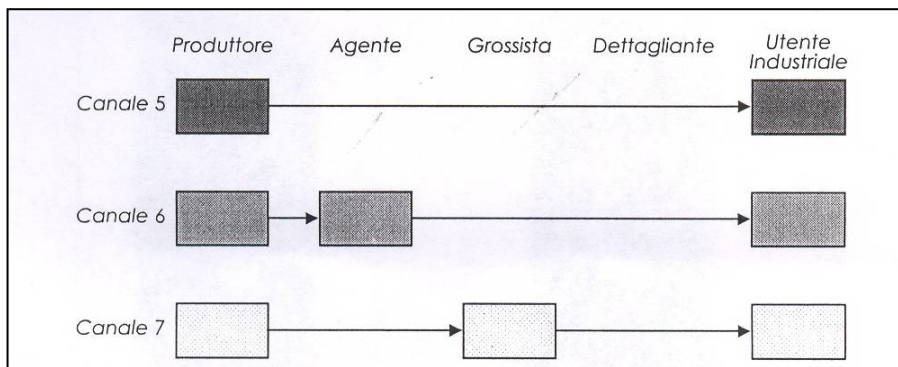 Produttore Agente Grossista Dettagliante Utente
Industriale
Canale 5
Canale 6
Canale 7